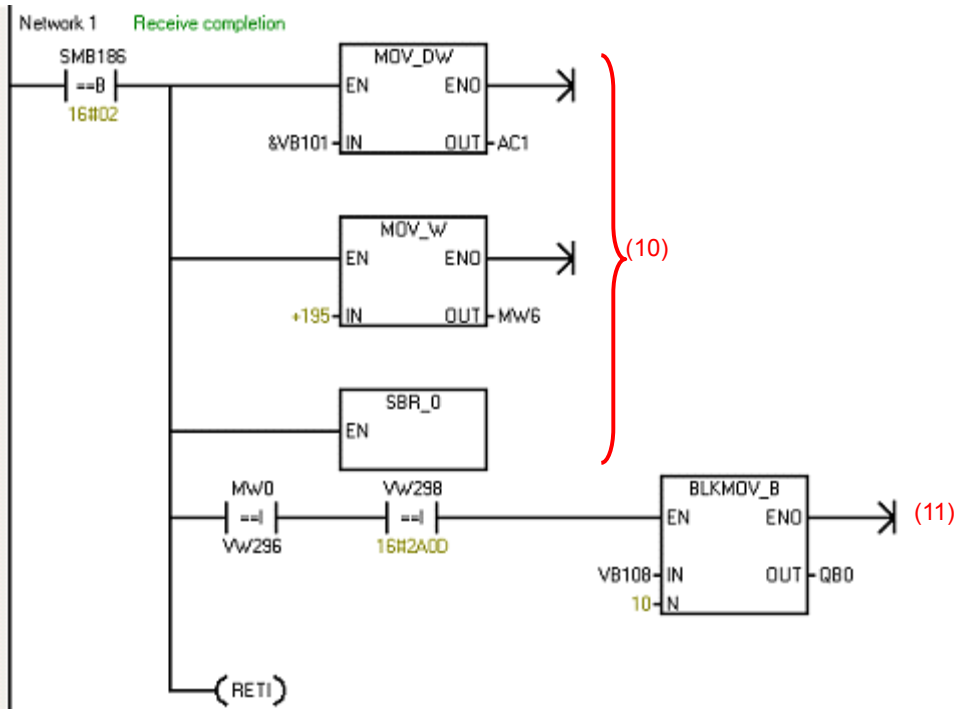 Network 1 Receive completion
SMB186
==B
16#02
MOV_DW
EN ENO
&VB101 IN OUT AC1
MOV_W
EN ENO
+195 IN OUT MW6
(10)
SBR_0
EN
MW0 VW298
==I ==I
VW296 16#2A0D
BLKMOV_B
EN ENO
(11)
VB108 IN OUT QB0
10 N
RETI